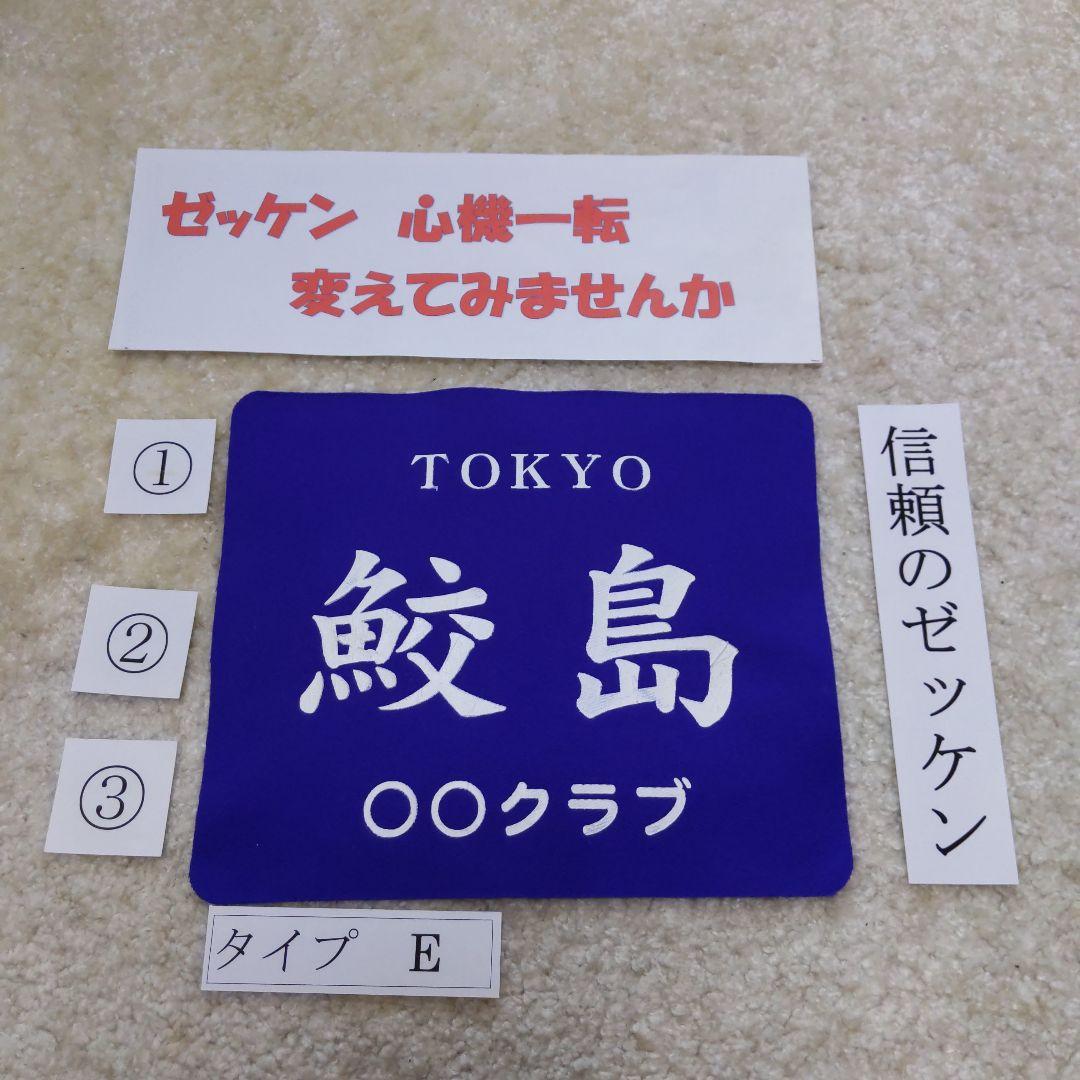 ゼッケン 心機一転
変えてみませんか
①
TOKYO
②
鮫島
③
〇〇クラブ
信頼のゼッケン
タイプ E